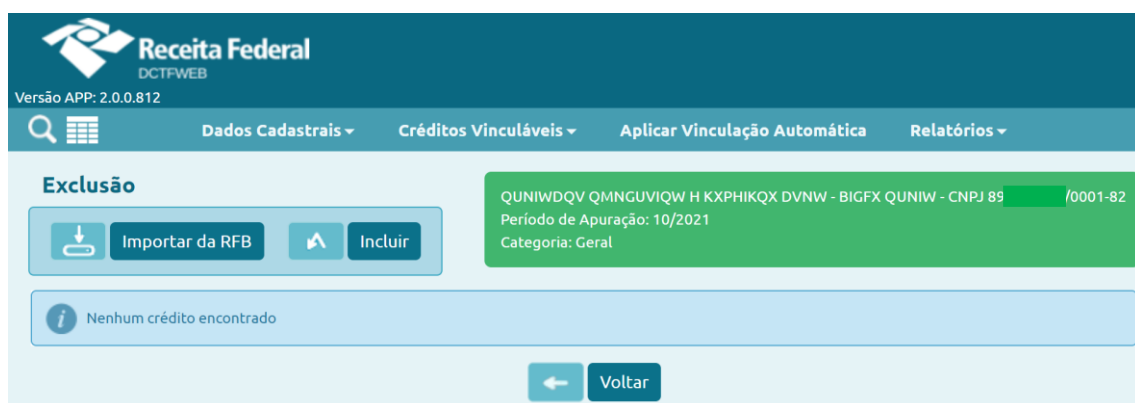 Receita Federal
DCTFWEB
Versão APP: 2.0.0.812
Dados Cadastrais Créditos Vinculáveis Aplicar Vinculação Automática Relatórios
Exclusão
QUNIWDQV QMNGUVIQW H KXPHIKQX DVNW - BIGFX QUNIW - CNPJ 89 /0001-82
Período de Apuração: 10/2021
Categoria: Geral
Importar da RFB Incluir
Nenhum crédito encontrado
Voltar